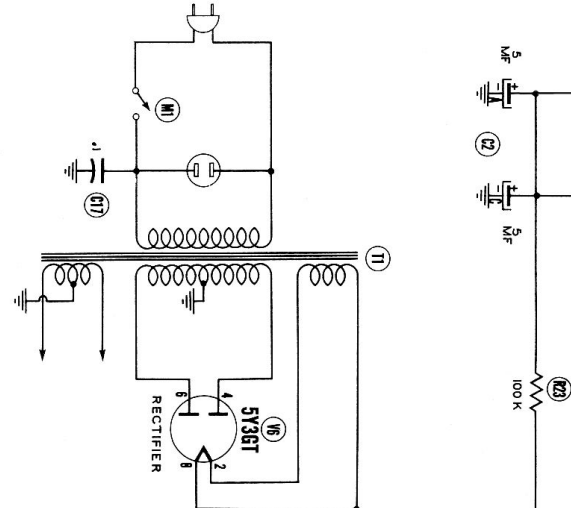 5
MF
M1
-
+
A
C2
.1
C17
-
+
C
5
MF
T1
R23
100 K
6
4
V6
5Y3GT
RECTIFIER
8
2